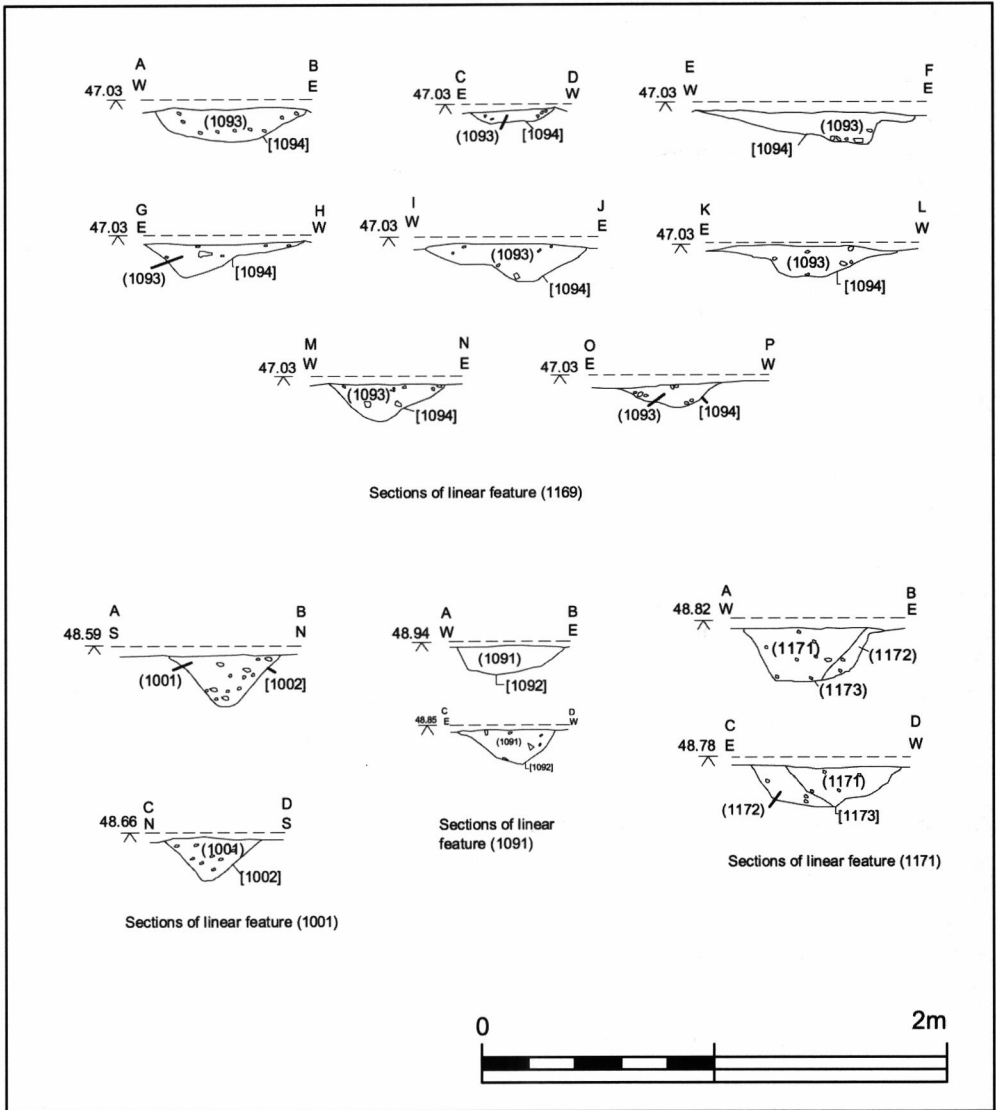 A B
W E
47.03
(1093)
[1094]
C D
E W
47.03
(1093) [1094]
E F
W E
47.03
(1093)
[1094]
G H
E W
47.03
(1093) [1094]
I J
W E
47.03
(1093)
[1094]
K L
E W
47.03
(1093)
[1094]
M N
W E
47.03
(1093)
[1094]
O P
E W
47.03
(1093) [1094]
Sections of linear feature (1169)
A B
S N
48.59
(1001) [1002]
A B
W E
48.94
(1091)
[1092]
A B
W E
48.82
(1171)
(1172)
(1173)
C D
E W
48.85
(1091)
[1092]
C D
E W
48.78
(1171)
(1172) [1173]
C D
N S
48.66
(1001)
[1002]
Sections of linear
feature (1091)
Sections of linear feature (1171)
Sections of linear feature (1001)
0 2m